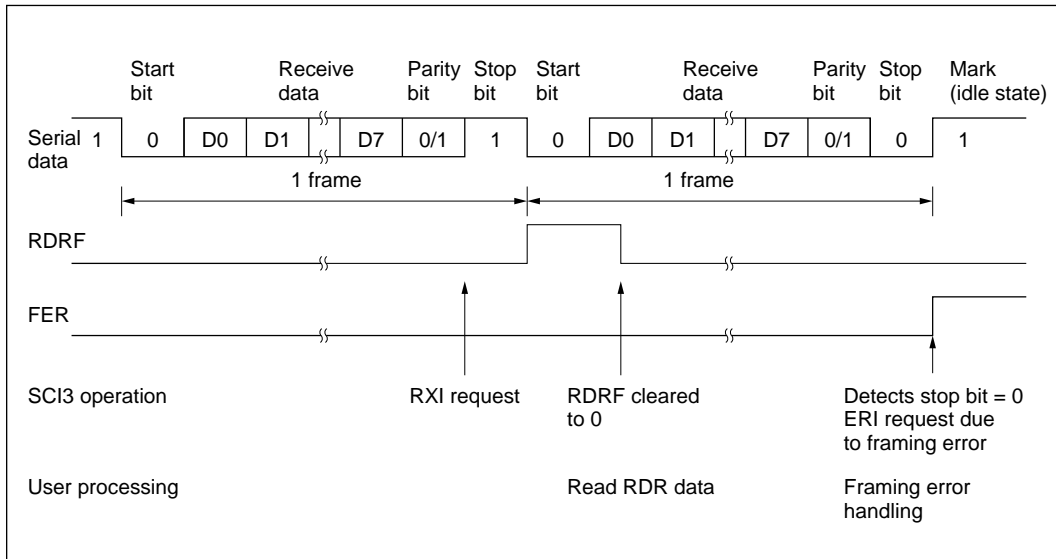 Start bit Receive data Parity bit Stop bit Start bit Receive data Parity bit Stop bit Mark (idle state)
Serial data 1 0 D0 D1 D7 0/1 1 0 D0 D1 D7 0/1 0 1
1 frame 1 frame
RDRF
FER
SCI3 operation RXI request RDRF cleared to 0 Detects stop bit = 0 ERI request due to framing error
User processing Read RDR data Framing error handling